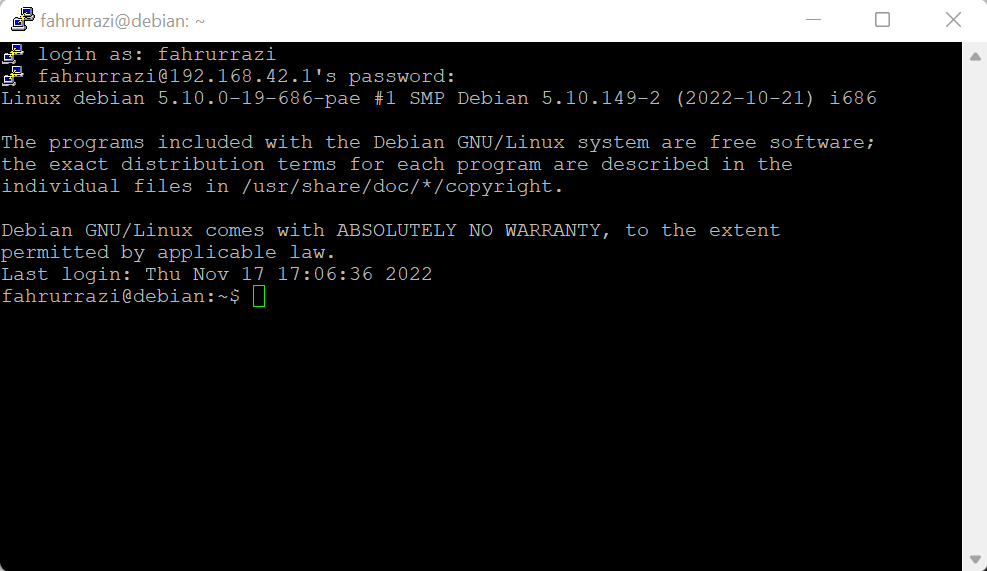 fahrurrazi@debian: ~
login as: fahrurrazi
fahrurrazi@192.168.42.1's password:
Linux debian 5.10.0-19-686-pae #1 SMP Debian 5.10.149-2 (2022-10-21) i686
The programs included with the Debian GNU/Linux system are free software;
the exact distribution terms for each program are described in the
individual files in /usr/share/doc/*/copyright.
Debian GNU/Linux comes with ABSOLUTELY NO WARRANTY, to the extent
permitted by applicable law.
Last login: Thu Nov 17 17:06:36 2022
fahrurrazi@debian:~$